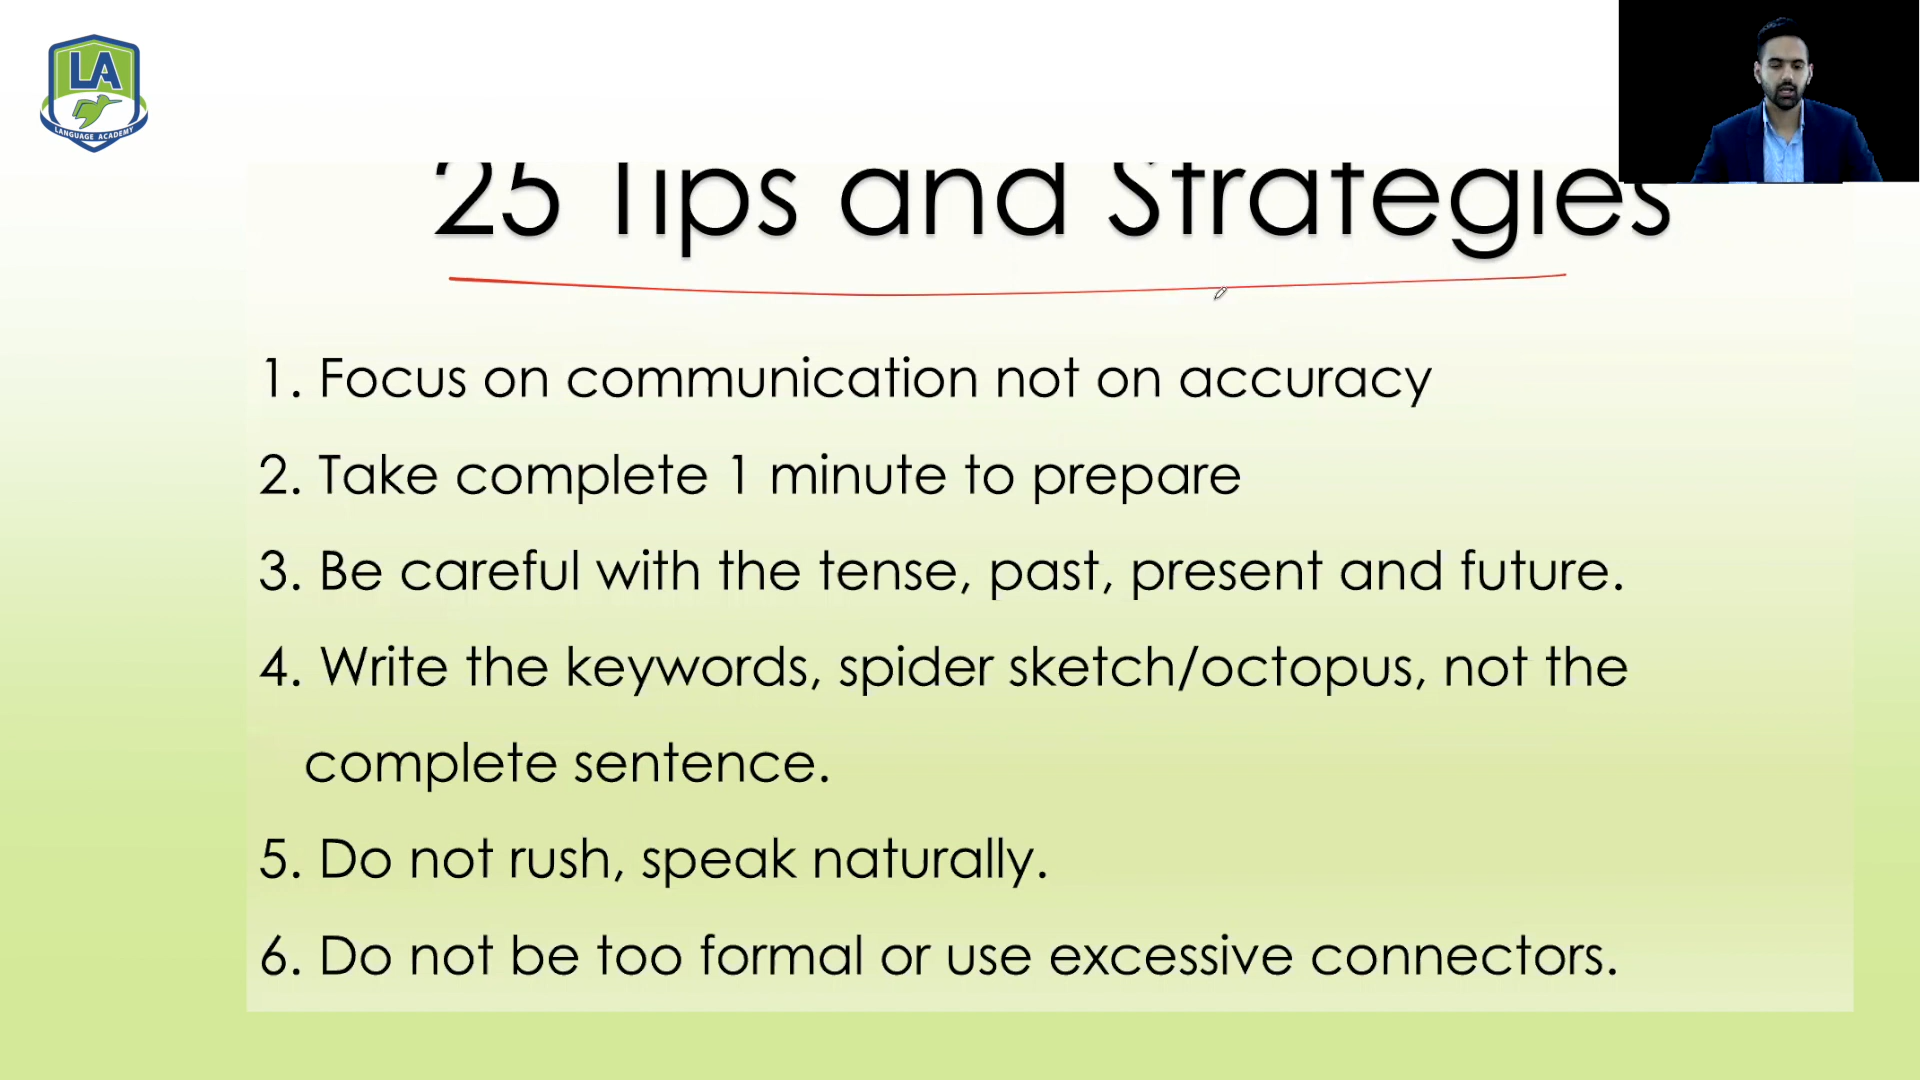 LA
LANGUAGE ACADEMY
25 Tips and Strategies
1. Focus on communication not on accuracy
2. Take complete 1 minute to prepare
3. Be careful with the tense, past, present and future.
4. Write the keywords, spider sketch/octopus, not the
complete sentence.
5. Do not rush, speak naturally.
6. Do not be too formal or use excessive connectors.